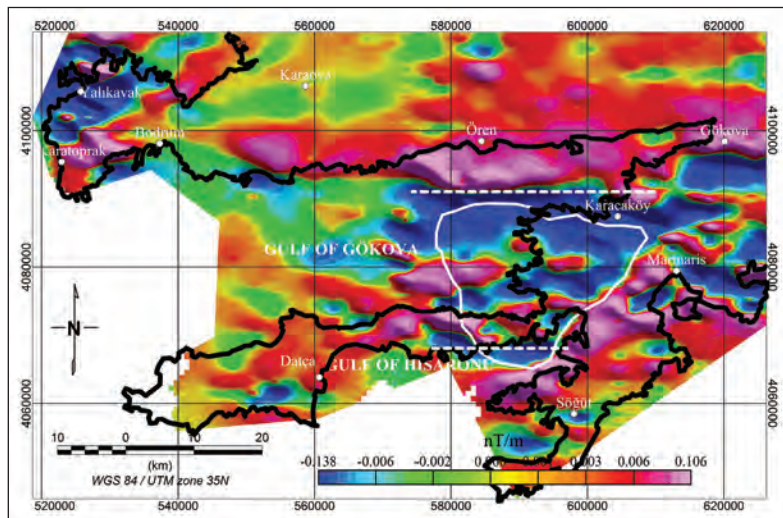 520000 540000 560000 580000 600000 620000
Karaova
Yalıkavak
4100000
Bodrum
Ören
Gökova
410000
Karatoprak
Karacaköy
GULF OF GÖKOVA
4080000
Marmaris
40800
N
Datça
GULF OF HISARÖNÜ
4060000
Söğüt
4060000
10 0 10 20
(km)
nT/m
-0.138 -0.006 -0.002 0.003 0.006 0.106
WGS 84 / UTM zone 35N
520000 540000 560000 580000 600000 620000